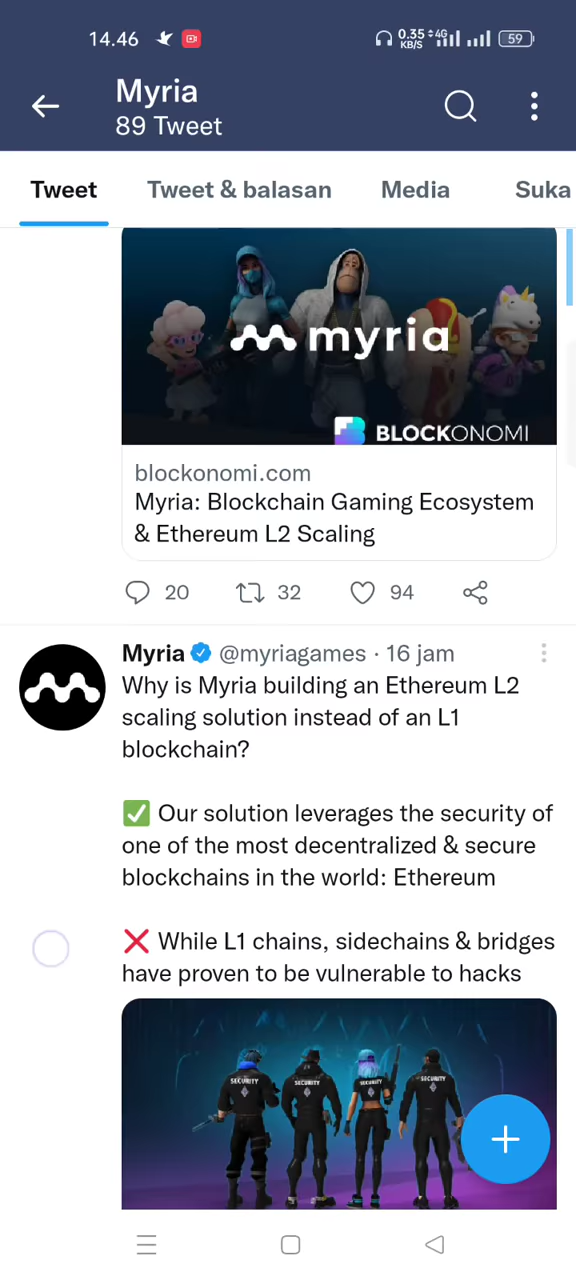 14.46
0.35 KB/S 4G 59
Myria
89 Tweet
Tweet Tweet & balasan Media Suka
myria
BLOCKONOMI
blockonomi.com
Myria: Blockchain Gaming Ecosystem
& Ethereum L2 Scaling
20 32 94
Myria @myriagames · 16 jam
Why is Myria building an Ethereum L2
scaling solution instead of an L1
blockchain?
✅ Our solution leverages the security of
one of the most decentralized & secure
blockchains in the world: Ethereum
❌ While L1 chains, sidechains & bridges
have proven to be vulnerable to hacks
SECURITY SECURITY SECURITY SECURITY